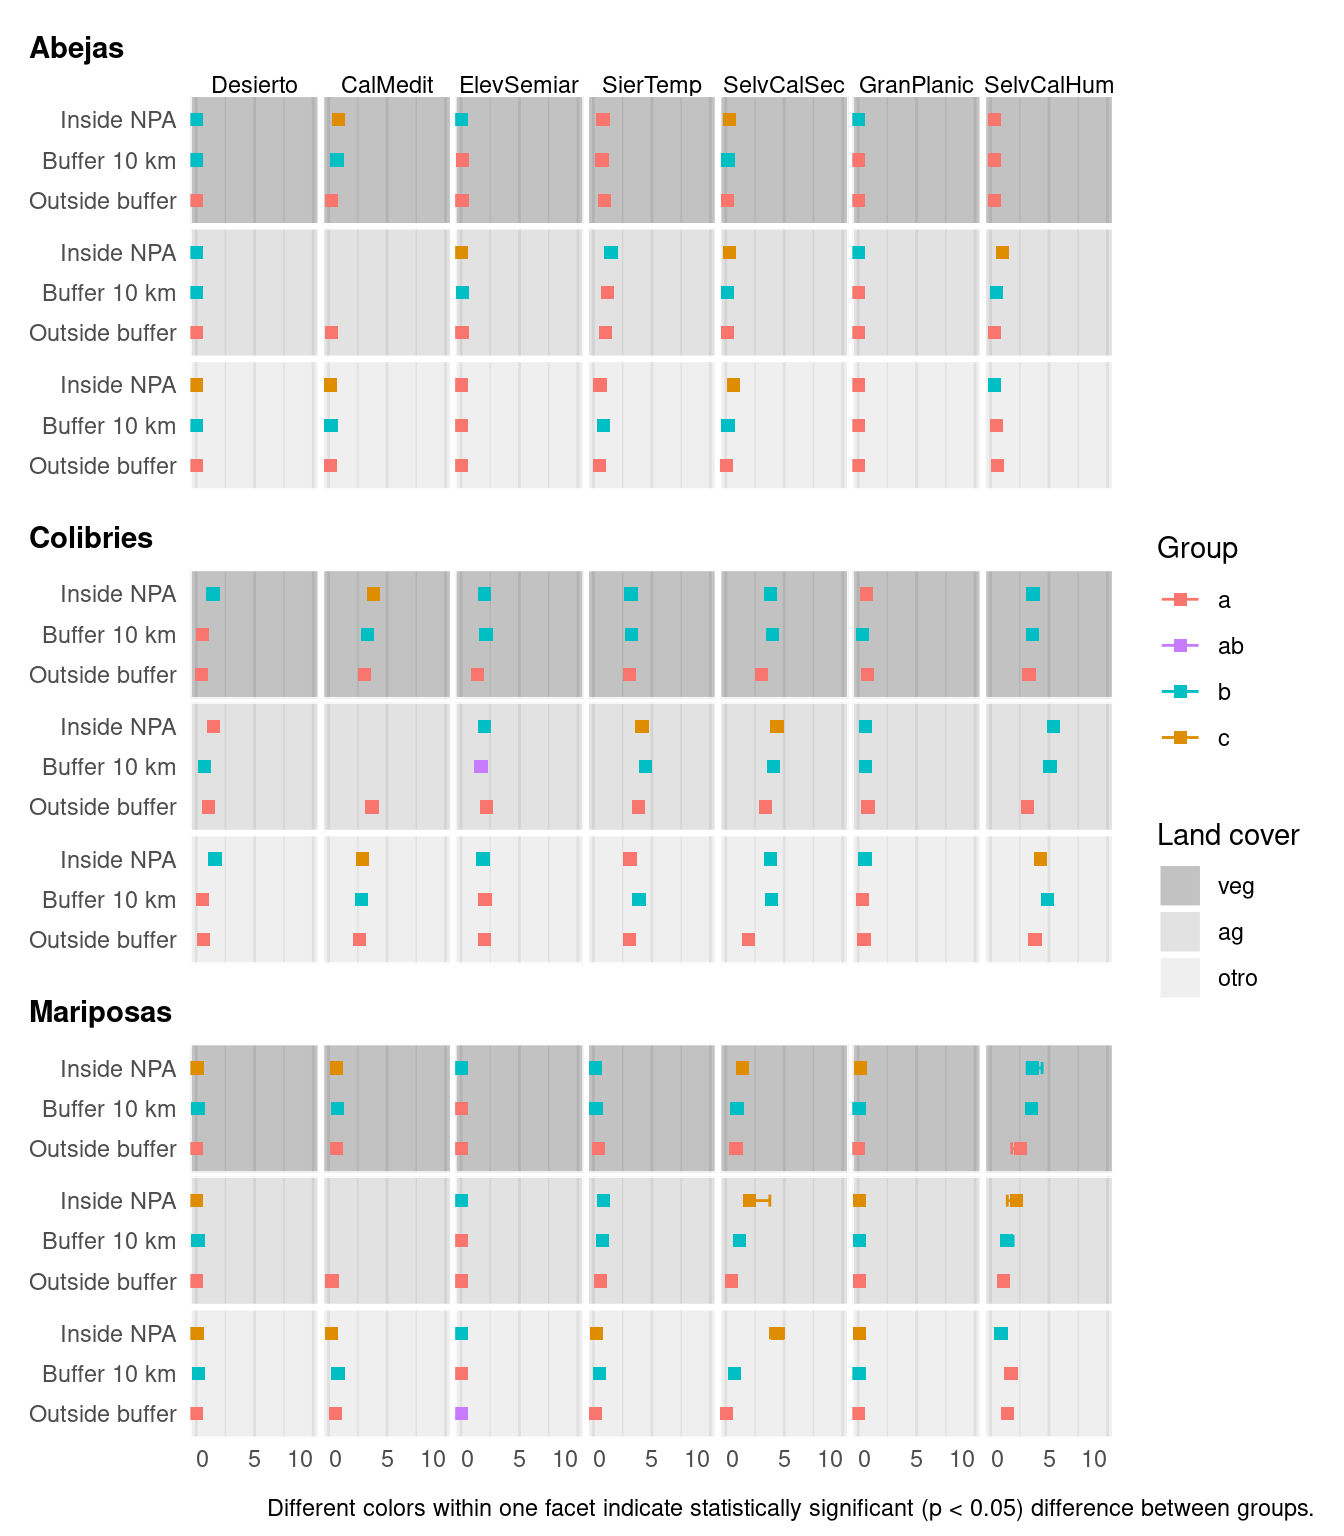 Abejas
Desierto CalMedit ElevSemiar SierTemp SelvCalSec GranPlanic SelvCalHum
Inside NPA
Buffer 10 km
Outside buffer
Inside NPA
Buffer 10 km
Outside buffer
Inside NPA
Buffer 10 km
Outside buffer
Colibries
Inside NPA
Buffer 10 km
Outside buffer
Inside NPA
Buffer 10 km
Outside buffer
Inside NPA
Buffer 10 km
Outside buffer
Group
a
ab
b
c
Land cover
veg
ag
otro
Mariposas
Inside NPA
Buffer 10 km
Outside buffer
Inside NPA
Buffer 10 km
Outside buffer
Inside NPA
Buffer 10 km
Outside buffer
0 5 10 0 5 10 0 5 10 0 5 10 0 5 10 0 5 10 0 5 10
Different colors within one facet indicate statistically significant (p < 0.05) difference between groups.